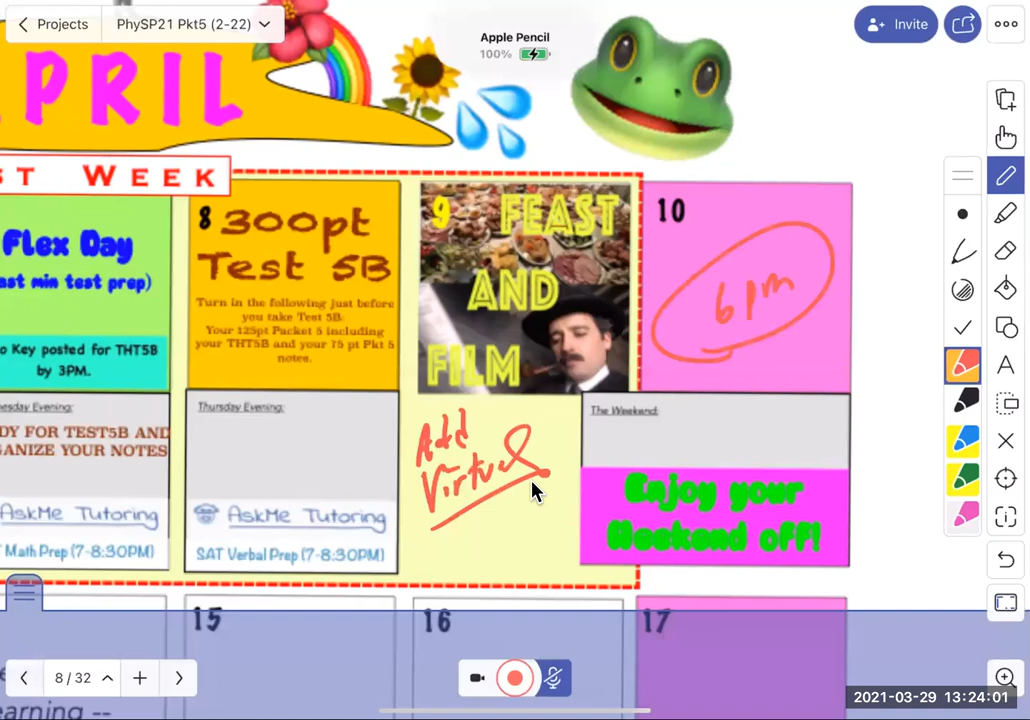 Projects
PhySP21 Pkt5 (2-22)
Apple Pencil
100%
Invite
PRIL
ST WEEK
Flex Day
ast min test prep)
o Key posted for THT5B
by 3PM.
esday Evening:
DY FOR TEST5B AND
GANIZE YOUR NOTES
AskMe Tutoring
T Math Prep (7-8:30PM)
8 300pt
Test 5B
Turn in the following just before
you take Test 5B:
Your 125pt Packet 5 including
your THT5B and your 75 pt Pkt 5
notes.
Thursday Evening:
AskMe Tutoring
SAT Verbal Prep (7-8:30PM)
9 FEAST
AND
FILM
Add
Virtual
10
6pm
The Weekend:
Enjoy your
Weekend off!
15
16
17
earning --
8 / 32
2021-03-29 13:24:01